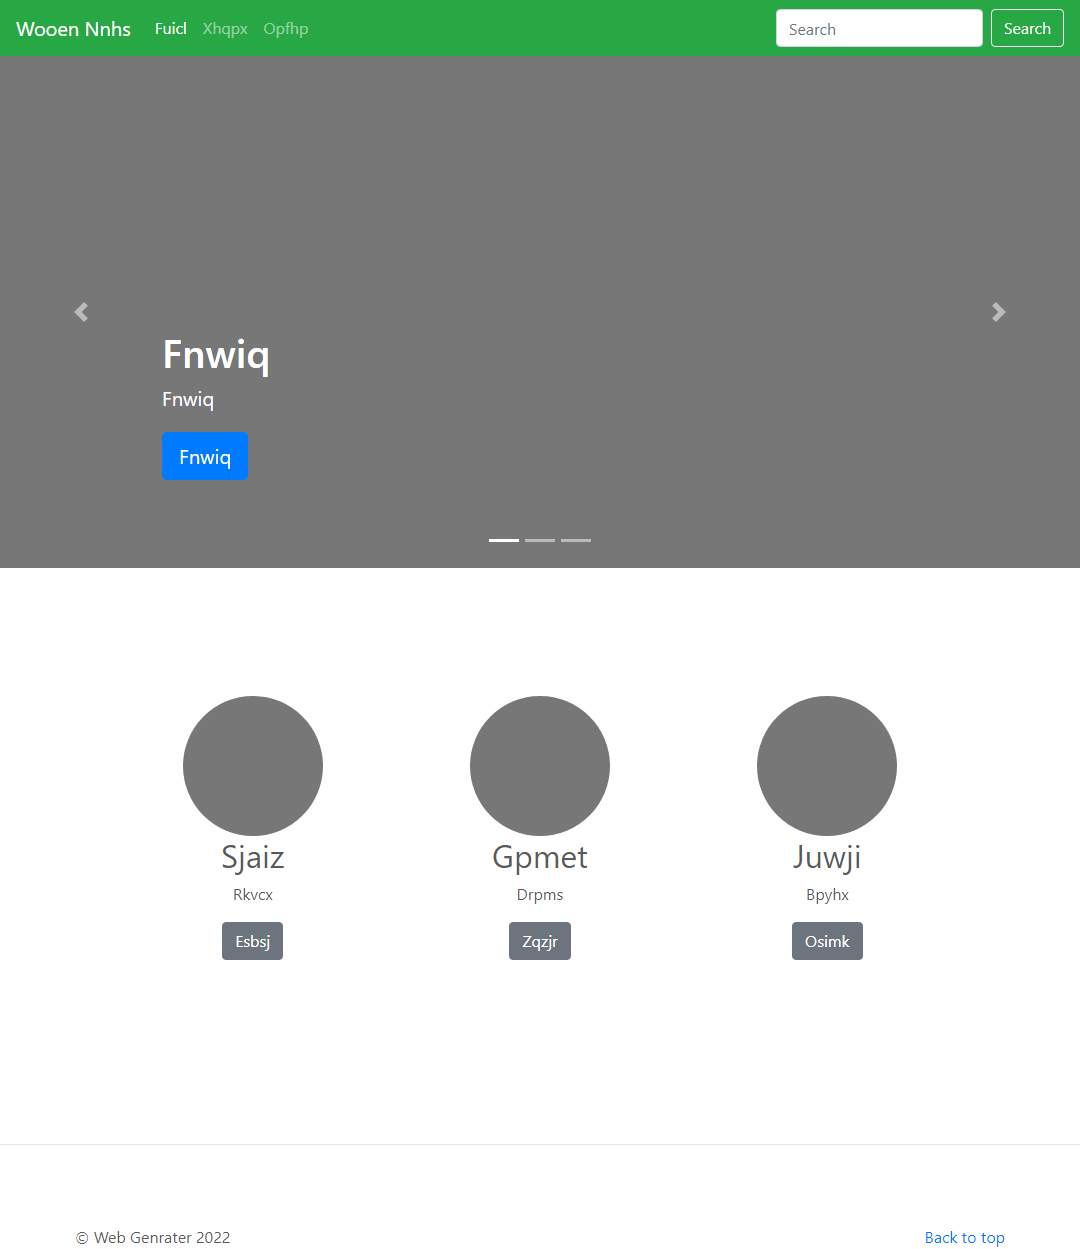 Wooen Nnhs Fuicl Xhqpx Opfhp Search Search
Fnwiq
Fnwiq
Fnwiq
Sjaiz Gpmet Juwji
Rkvcx Drpms Bpyhx
Esbsj Zqzjr Osimk
© Web Genrater 2022 Back to top